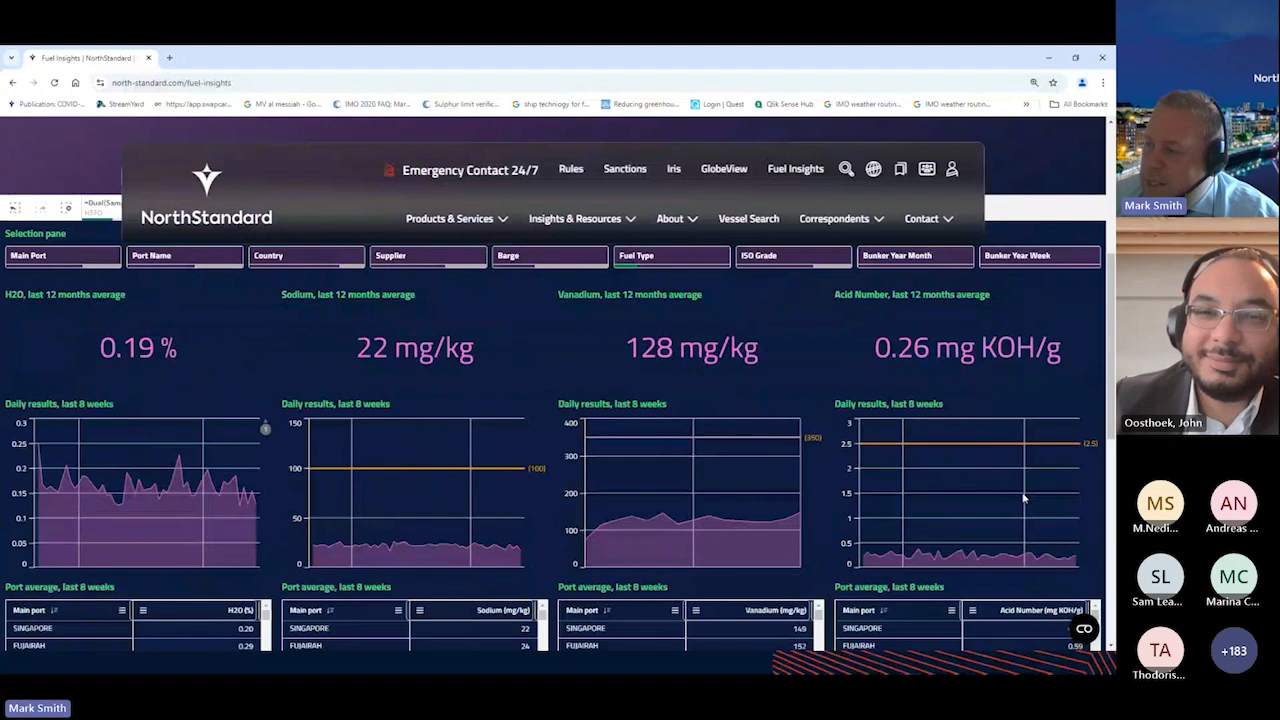 Fuel Insights | NorthStandard |
north-standard.com/fuel-insights
Publication: COVID-...
StreamYard
https://app.swapcar...
MV al messiah - Go...
IMO 2020 FAQ: Mar...
Sulphur limit verific...
ship technology for f...
Reducing greenhou...
Login | Quest
Qlik Sense Hub
IMO weather routin...
IMO weather routin...
All Bookmarks
NorthStandard
Emergency Contact 24/7
Rules
Sanctions
Iris
GlobeView
Fuel Insights
Products & Services
Insights & Resources
About
Vessel Search
Correspondents
Contact
=Dual(Sam
Selection pane
Main Port
Port Name
Country
Supplier
Barge
Fuel Type
ISO Grade
Bunker Year Month
Bunker Year Week
H2O, last 12 months average
Sodium, last 12 months average
Vanadium, last 12 months average
Acid Number, last 12 months average
0.19 %
22 mg/kg
128 mg/kg
0.26 mg KOH/g
Daily results, last 8 weeks
Daily results, last 8 weeks
Daily results, last 8 weeks
Daily results, last 8 weeks
0.3
0.25
0.2
0.15
0.1
0.05
0
150
100
50
0
(100)
400
300
200
100
0
(350)
3
2.5
2
1.5
1
0.5
0
(2.5)
Port average, last 8 weeks
Port average, last 8 weeks
Port average, last 8 weeks
Port average, last 8 weeks
Main port
H2O (%)
SINGAPORE
0.20
FUJAIRAH
0.29
Main port
Sodium (mg/kg)
SINGAPORE
22
FUJAIRAH
24
Main port
Vanadium (mg/kg)
SINGAPORE
149
FUJAIRAH
152
Main port
Acid Number (mg KOH/g)
SINGAPORE
FUJAIRAH
0.59
North
Mark Smith
Oosthoek, John
MS
M.Nedi...
AN
Andreas ...
SL
Sam Lea...
MC
Marina C...
TA
Thodoris...
+183
Mark Smith